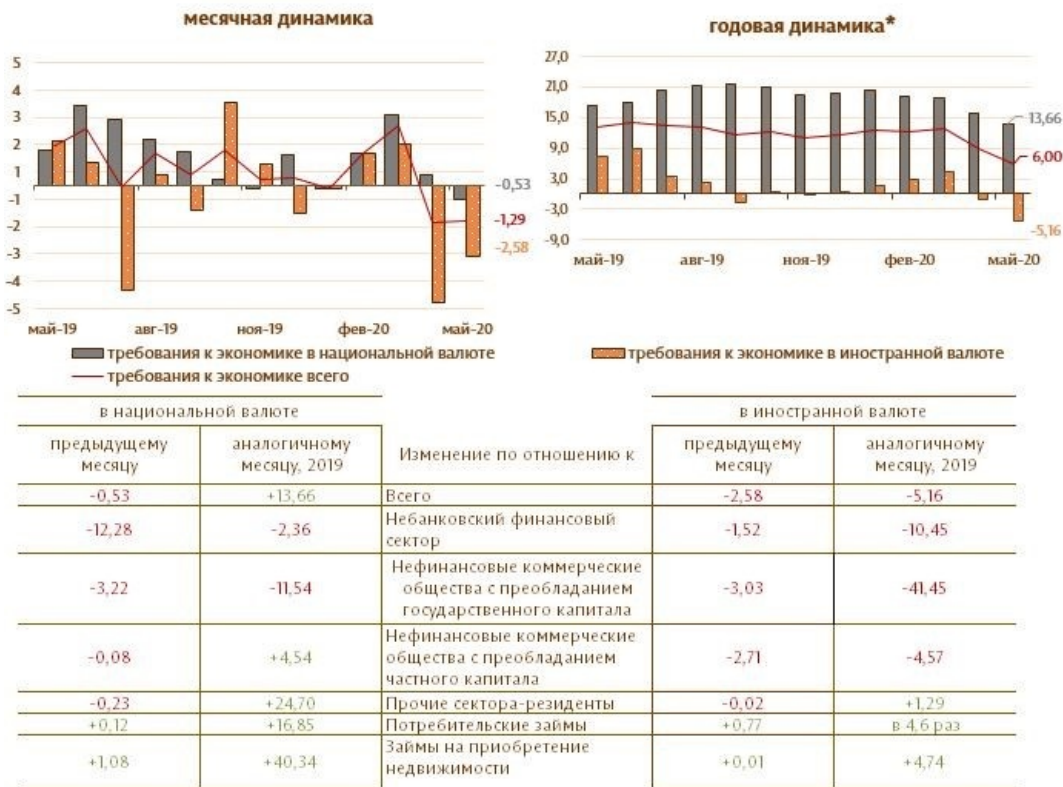 месячная динамика
5
4
3
2
1
-1
-2
-3
-4
-5
-0,53
-1,29
-2,58
май-19
авг-19
ноя-19
фев-20
май-20
годовая динамика*
27,0
21,0
15,0
9,0
3,0
-3,0
-9,0
13,66
6,00
-5,16
май-19
авг-19
ноя-19
фев-20
май-20
требования к экономике в национальной валюте
требования к экономике в иностранной валюте
требования к экономике всего
в национальной валюте
в иностранной валюте
предыдущему
месяцу
аналогичному
месяцу, 2019
Изменение по отношению к
предыдущему
месяцу
аналогичному
месяцу, 2019
-0,53
+13,66
Всего
-2,58
-5,16
-12,28
-2,36
Небанковский финансовый
сектор
-1,52
-10,45
-3,22
-11,54
Нефинансовые коммерческие
общества с преобладанием
государственного капитала
-3,03
-41,45
-0,08
+4,54
Нефинансовые коммерческие
общества с преобладанием
частного капитала
-2,71
-4,57
-0,23
+24,70
Прочие сектора-резиденты
-0,02
+1,29
+0,12
+16,85
Потребительские займы
+0,77
в 4,6 раз
+1,08
+40,34
Займы на приобретение
недвижимости
+0,01
+4,74